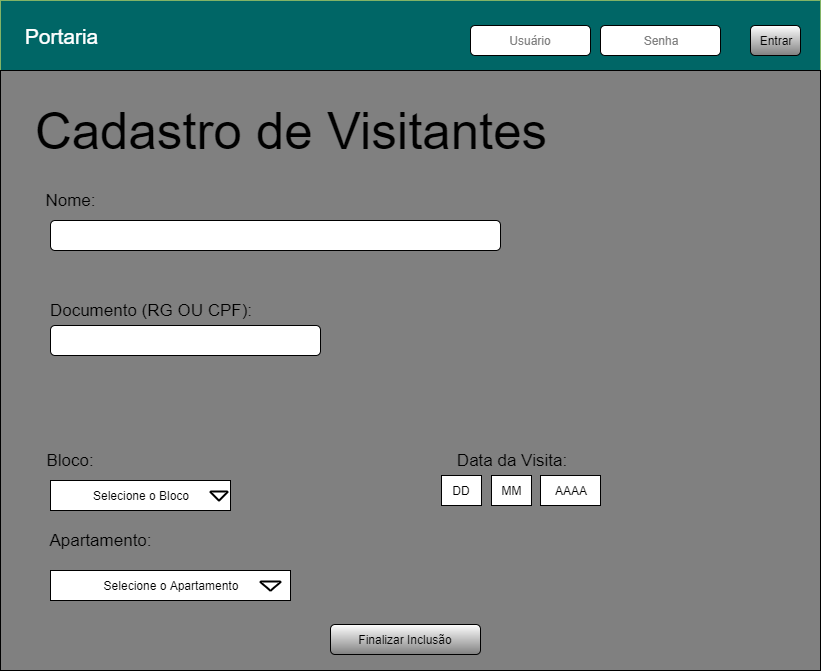 Portaria
Usuário
Senha
Entrar
Cadastro de Visitantes
Nome:
Documento (RG OU CPF):
Bloco:
Data da Visita:
Selecione o Bloco
DD
MM
AAAA
Apartamento:
Selecione o Apartamento
Finalizar Inclusão